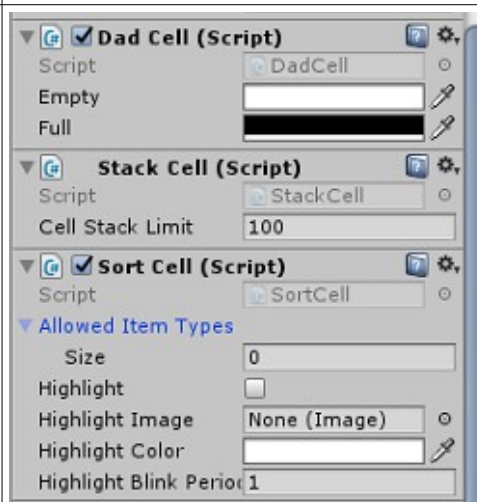 Dad Cell (Script)
Script DadCell
Empty
Full
Stack Cell (Script)
Script StackCell
Cell Stack Limit 100
Sort Cell (Script)
Script SortCell
Allowed Item Types
Size 0
Highlight
Highlight Image None (Image)
Highlight Color
Highlight Blink Perio 1